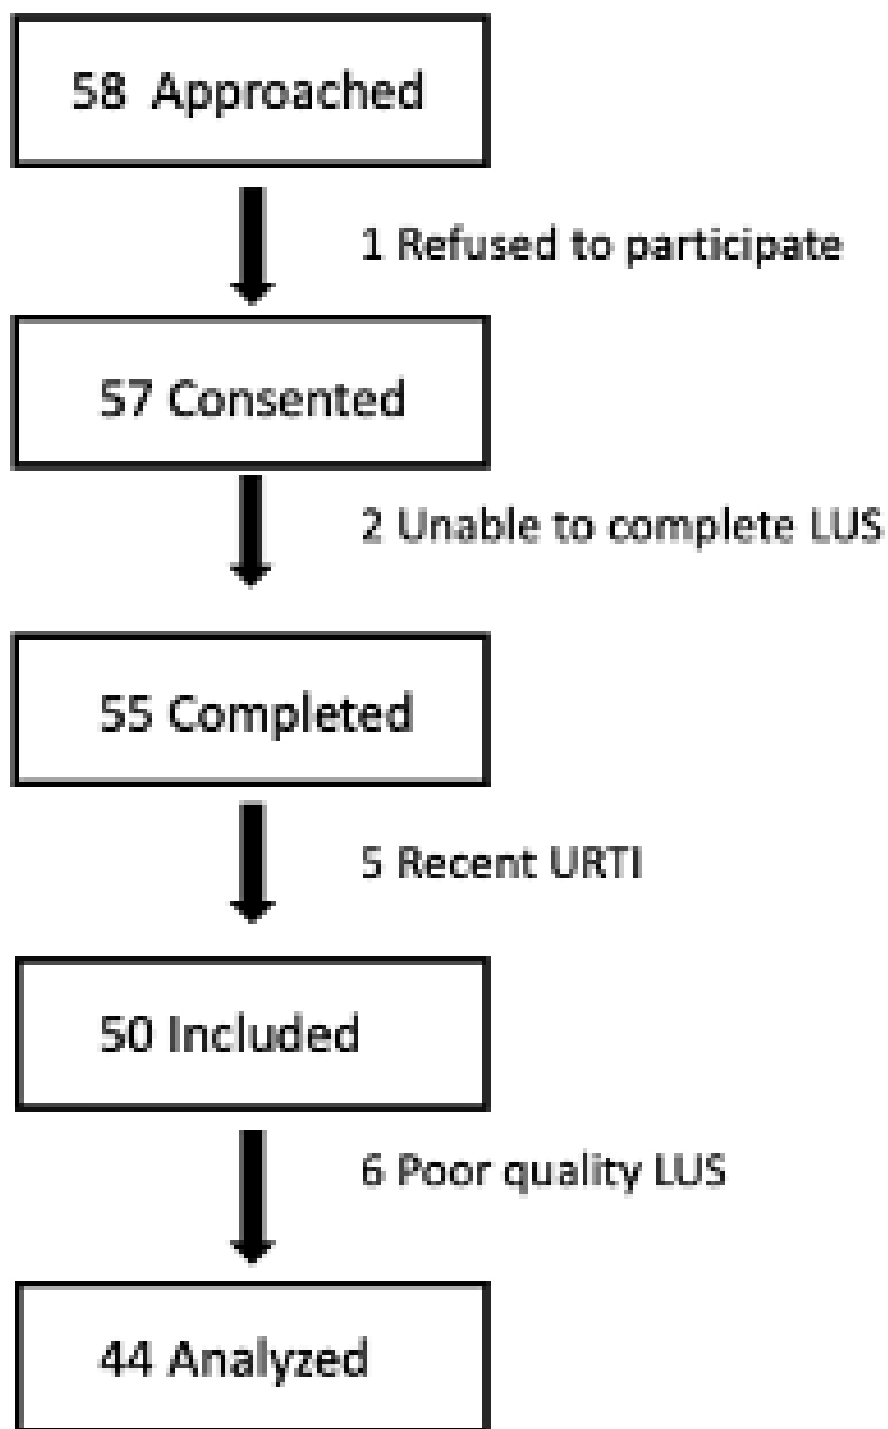 58 Approached
1 Refused to participate
57 Consented
2 Unable to complete LUS
55 Completed
5 Recent URTI
50 Included
6 Poor quality LUS
44 Analyzed